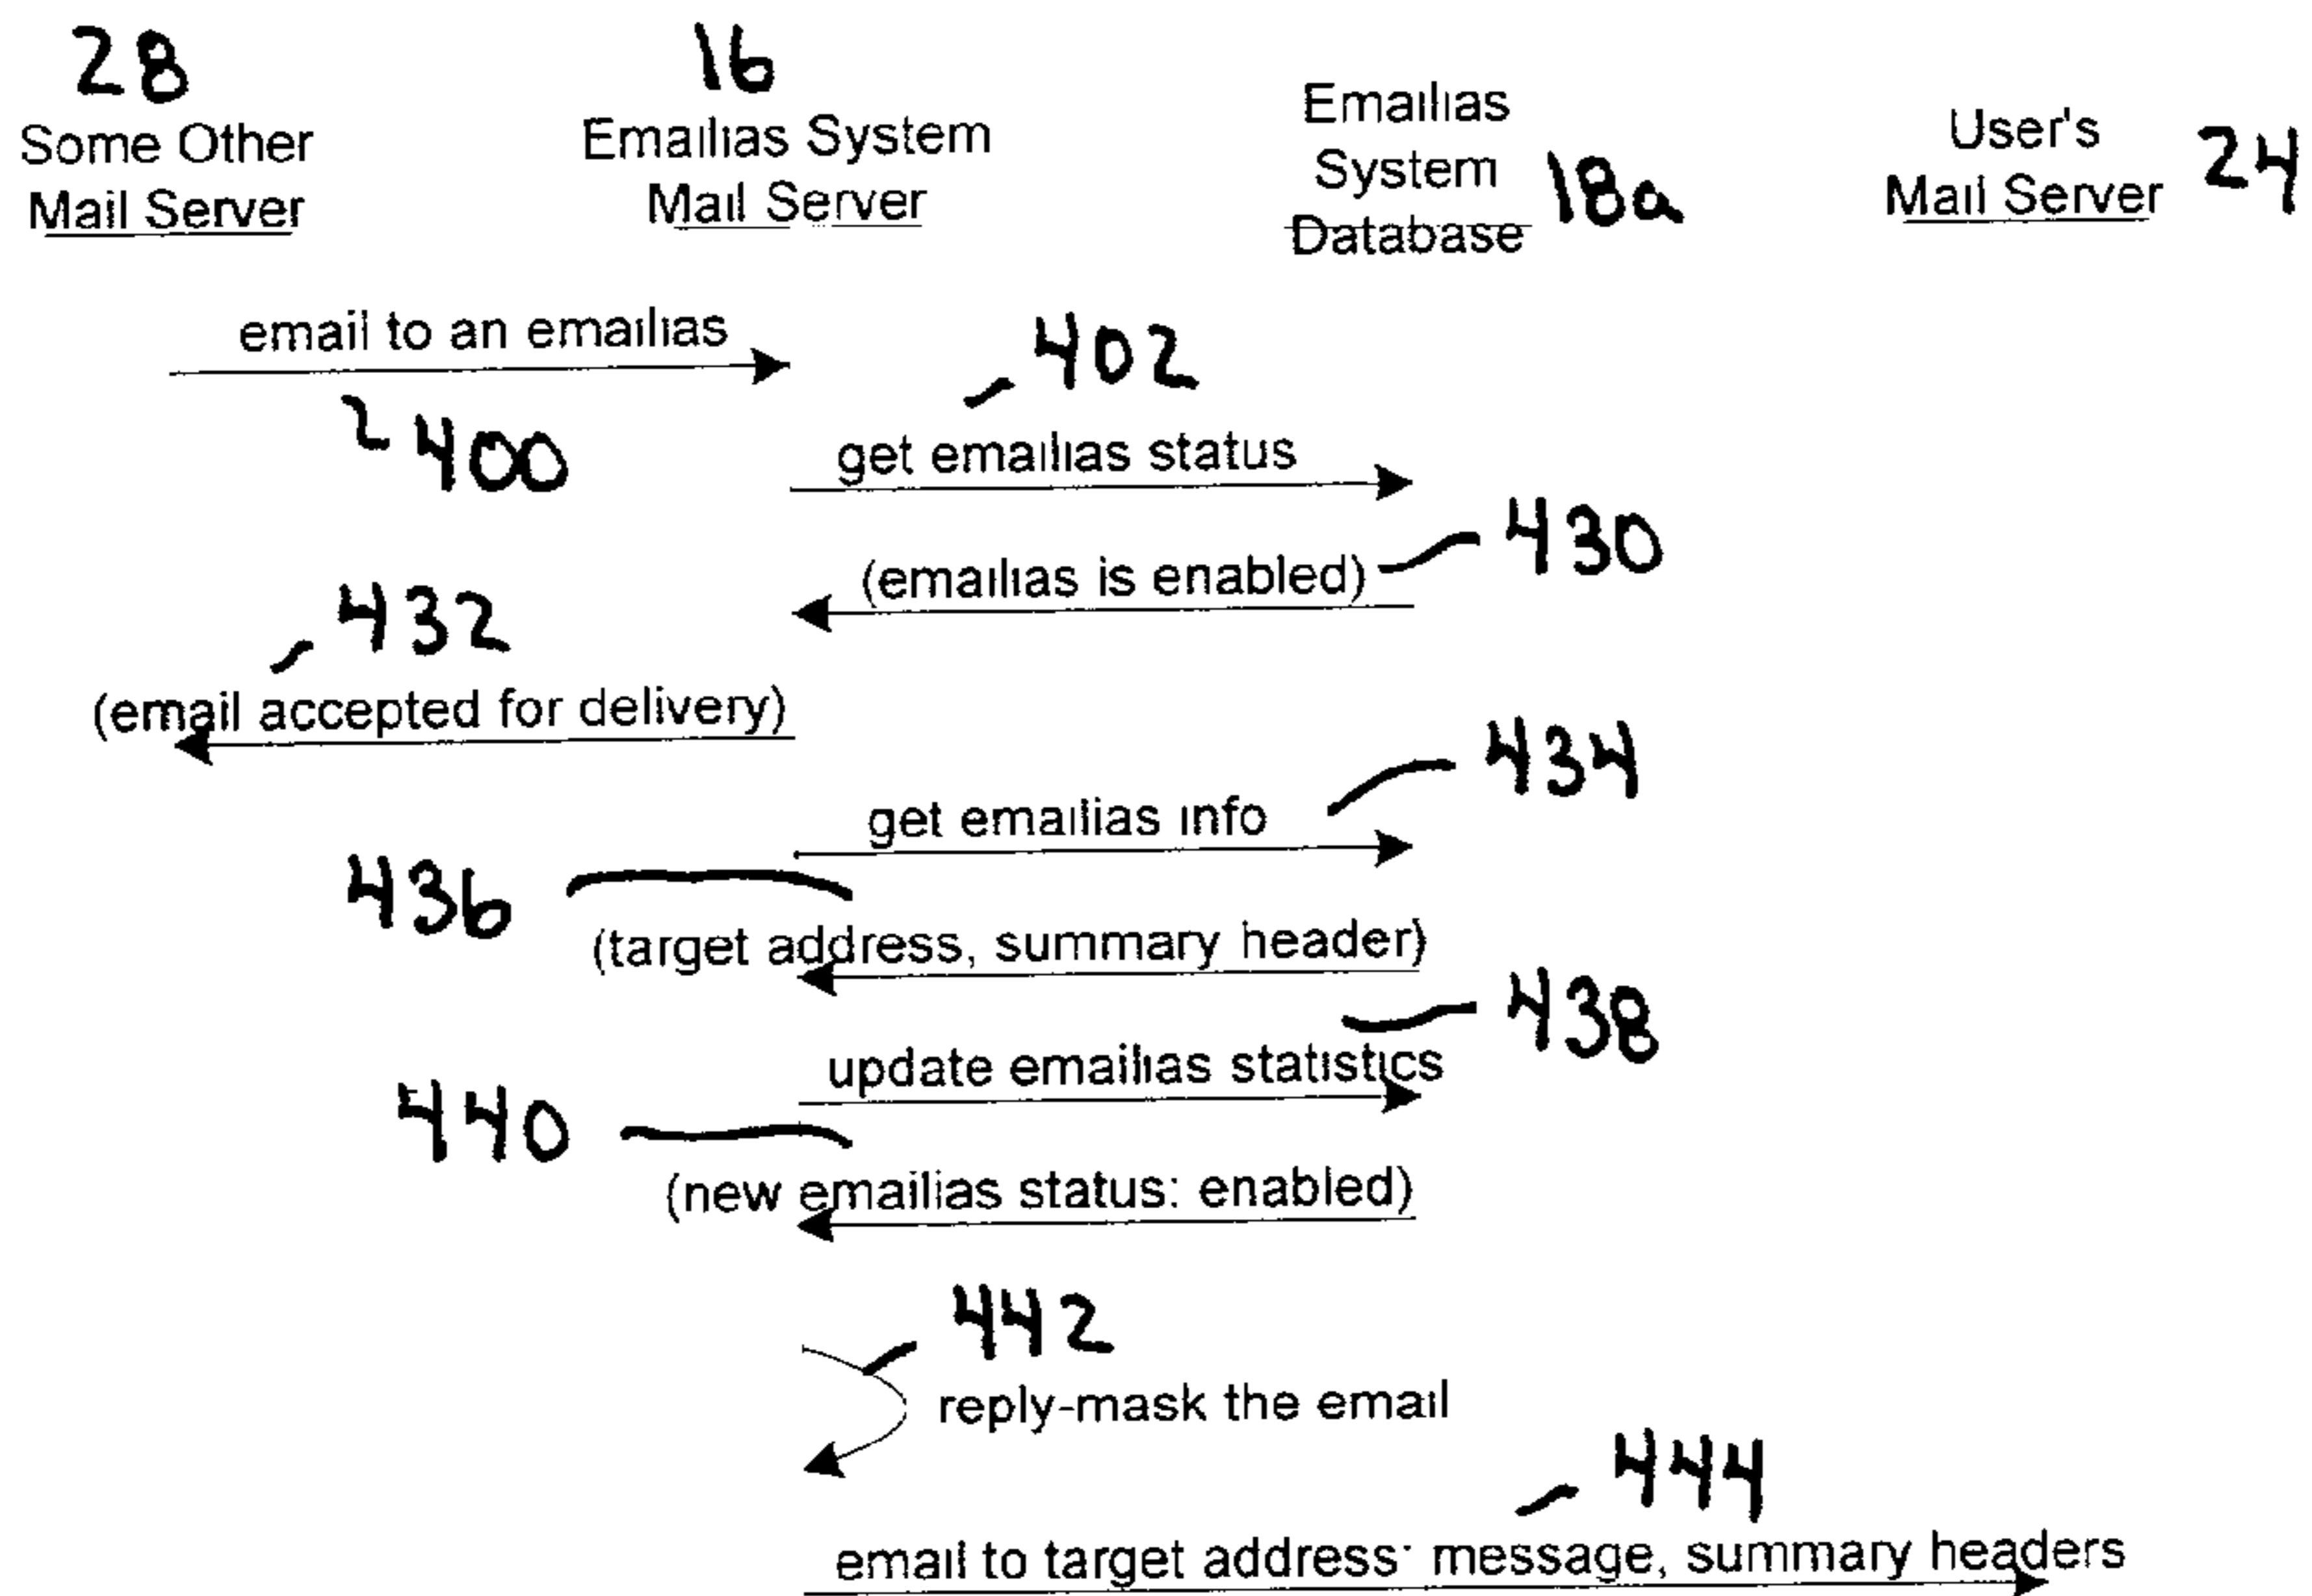 28
Some Other
Mail Server
16
Emailias System
Mail Server
Emailias
System
Database
18a
User's
Mail Server
24
email to an emailias
400
402
get emailias status
(emailias is enabled)
430
432
(email accepted for delivery)
434
get emailias info
436
(target address, summary header)
438
update emailias statistics
440
(new emailias status: enabled)
442
reply-mask the email
444
email to target address: message, summary headers